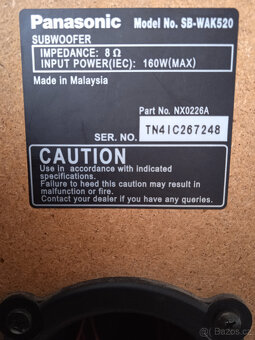 Panasonic Model No. SB-WAK520
SUBWOOFER
IMPEDANCE: 8 Ω
INPUT POWER(IEC): 160W(MAX)
Made in Malaysia
Part No. NX0226A
SER. NO. TN4IC267248
CAUTION
Use in accordance with indicated
specifications.
Failure to heed this may result in
malfunction or fire.
Contact your dealer if you have any queries.
Sbazos.cz